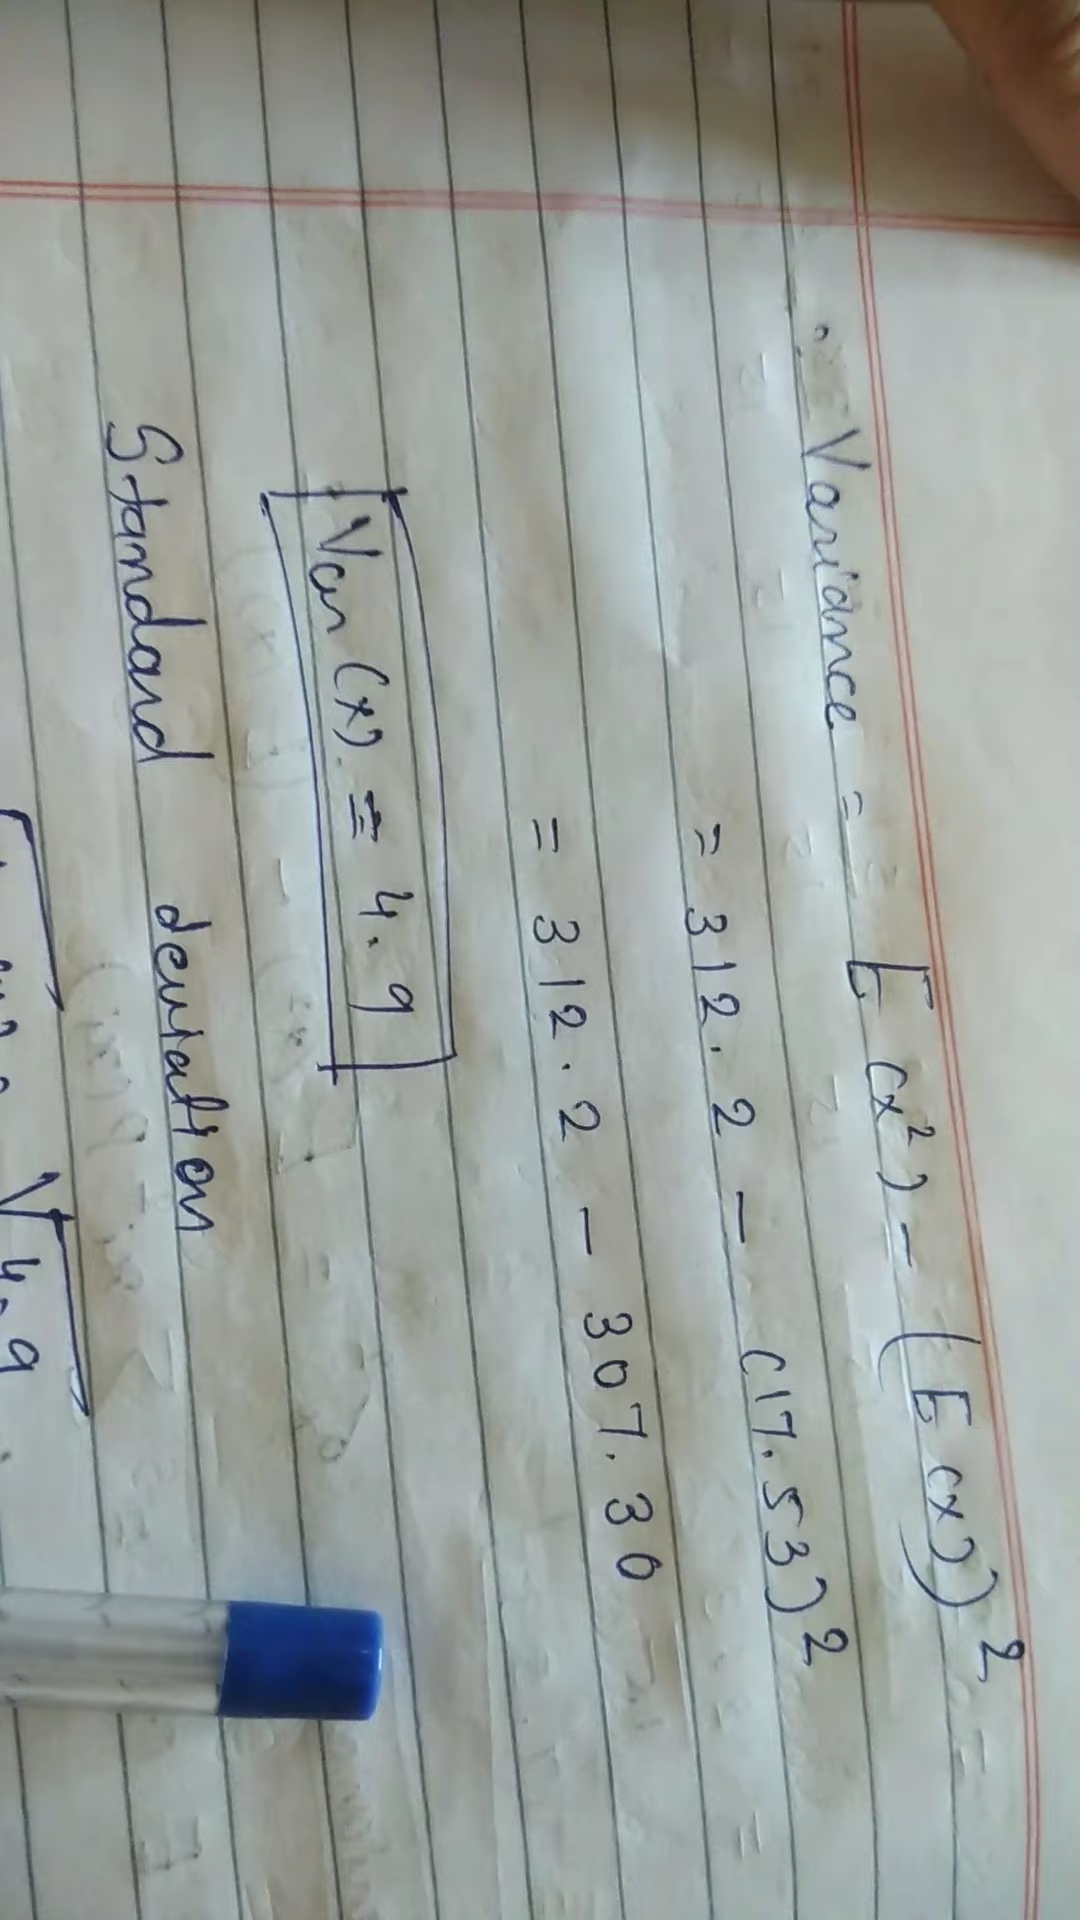 Variance = E(x²) - (E(x))²
= 312.2 - (17.53)²
= 312.2 - 307.30
Var(x) = 4.9
Standard deviation
√4.9